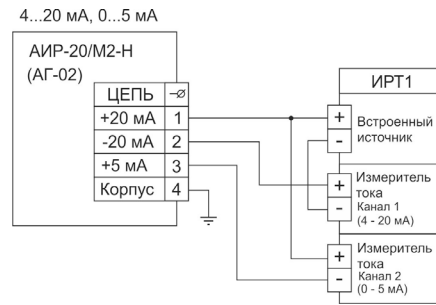 4...20 мА, 0...5 мА
АИР-20/М2-Н
(АГ-02)
ЦЕПЬ
+20 мА 1
-20 мА 2
+5 мА 3
Корпус 4
ИРТ1
+
-
Встроенный
источник
+
-
Измеритель
тока
Канал 1
(4 - 20 мА)
+
-
Измеритель
тока
Канал 2
(0 - 5 мА)